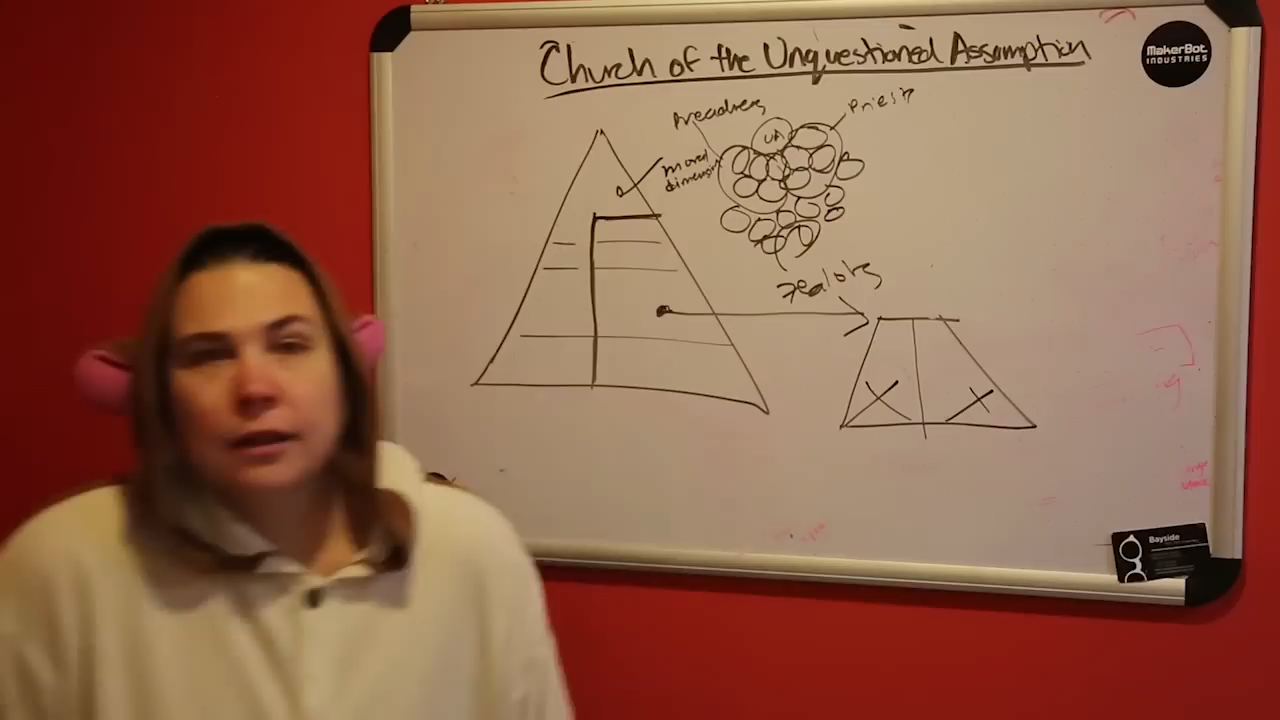 Church of the Unquestioned Assumption
MakerBot
INDUSTRIES
Preachers
Priests
UA
moral
dimension
zealots
Bayside